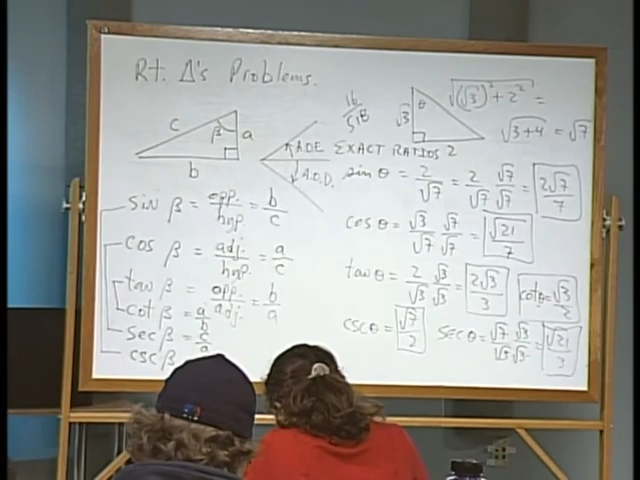 Rt. Δ's Problems.
c
β
a
b
A.O.E
A.O.D.
sin β = opp./hyp. = b/c
cos β = adj./hyp. = a/c
tan β = opp./adj. = b/a
cot β = a/b
sec β = c/a
csc β
√3
θ
2
√((√3)² + 2²) =
√(3+4) = √7
EXACT RATIOS
sin θ = 2/√7 = 2/√7 √7/√7 = 2√7/7
cos θ = √3/√7 √7/√7 = √21/7
tan θ = 2/√3 √3/√3 = 2√3/3
cot θ = √3/2
csc θ = √7/2
sec θ = √7/√3 √3/√3 = √21/3